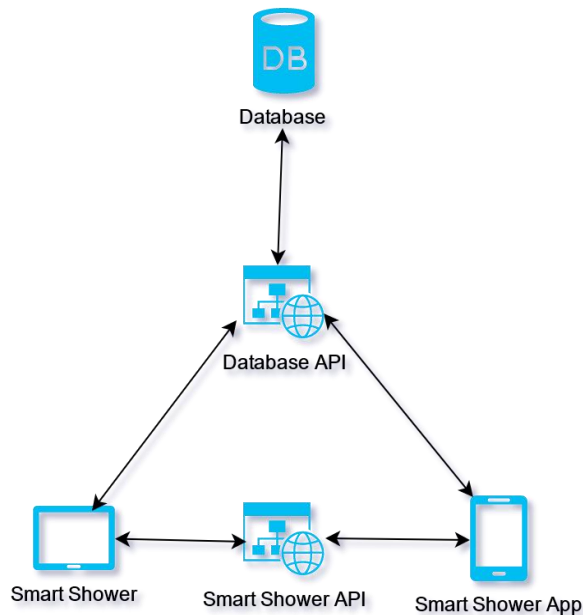 DB
Database
Database API
Smart Shower
Smart Shower API
Smart Shower App